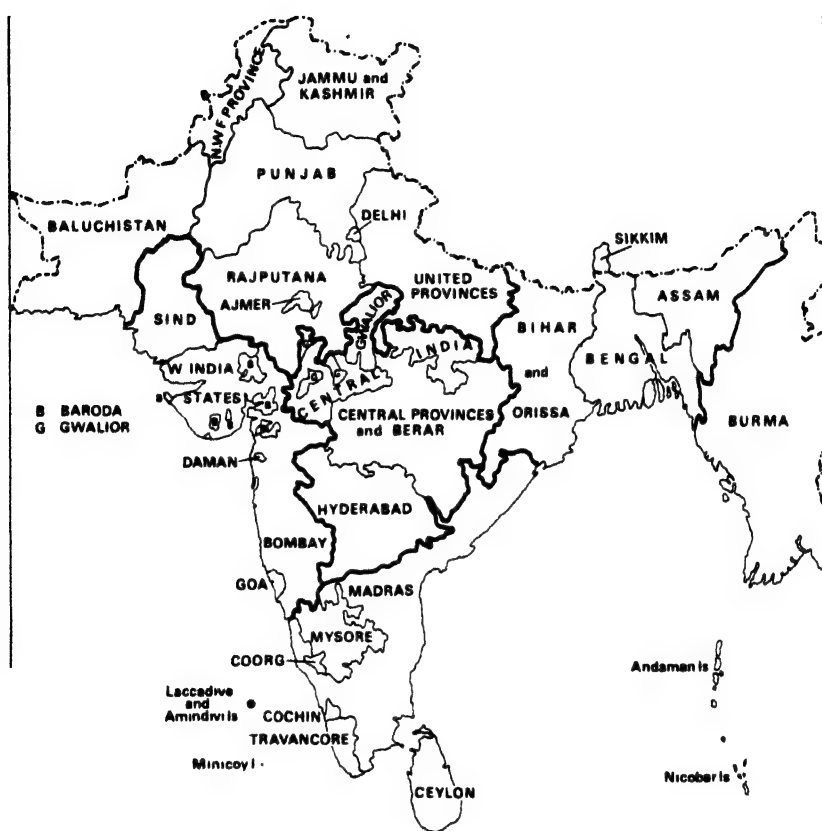 N.W.F PROVINCE
JAMMU and
KASHMIR
PUNJAB
BALUCHISTAN
DELHI
SIKKIM
RAJPUTANA
UNITED
PROVINCES
AJMER
ASSAM
SIND
GWALIOR
BIHAR
and
ORISSA
BENGAL
W INDIA
STATES
CENTRAL INDIA
B BARODA
G GWALIOR
CENTRAL PROVINCES
and BERAR
BURMA
DAMAN
HYDERABAD
BOMBAY
GOA
MADRAS
MYSORE
COORG
Andaman Is
Laccadive
and
Amindivi Is
COCHIN
TRAVANCORE
Minicoy I
Nicobar Is
CEYLON